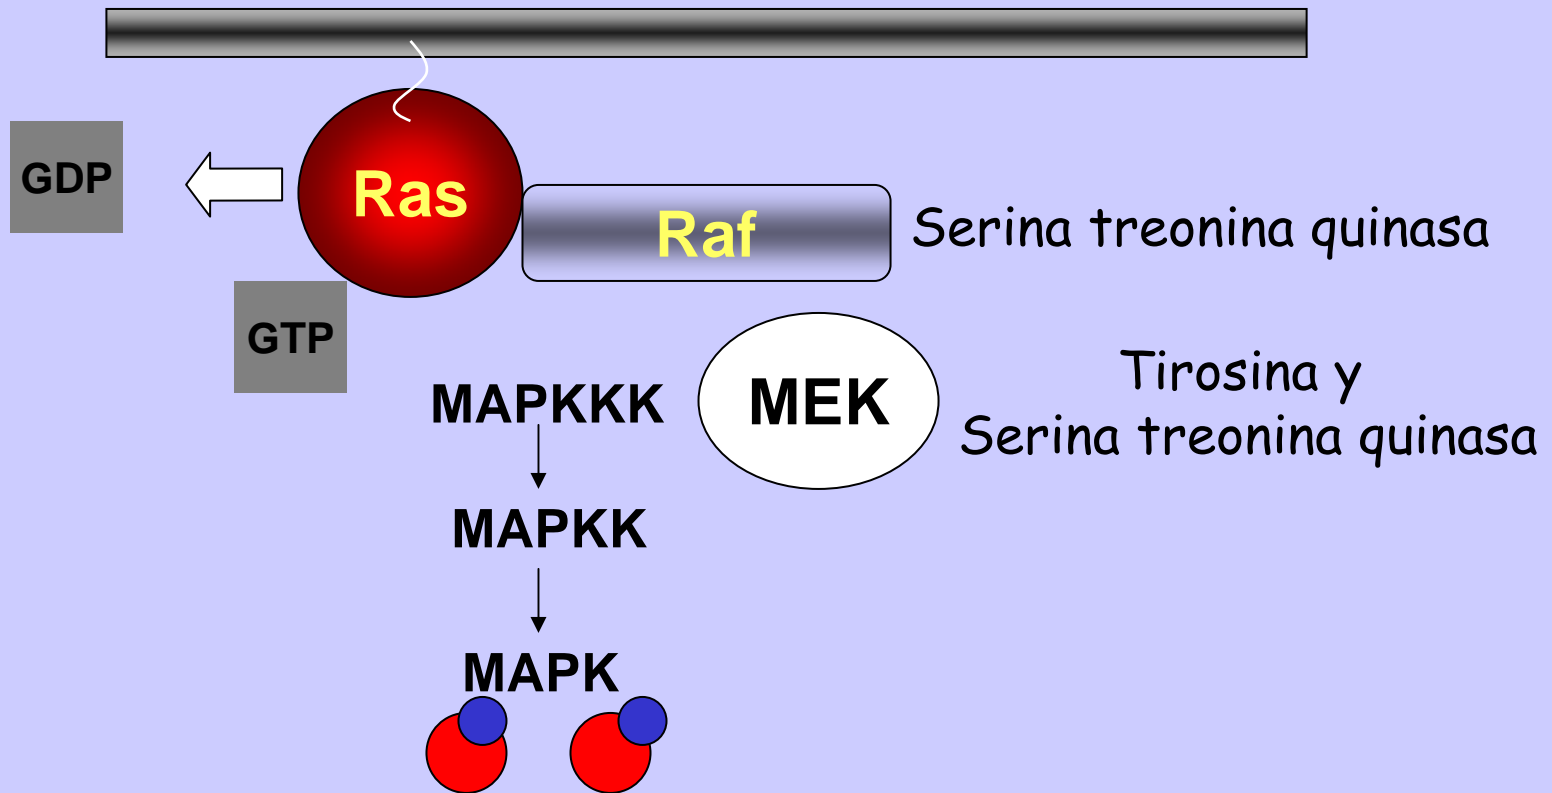 GDP
Ras
Raf
Serina treonina quinasa
GTP
MAPKKK
MEK
Tirosina y
Serina treonina quinasa
MAPKK
MAPK